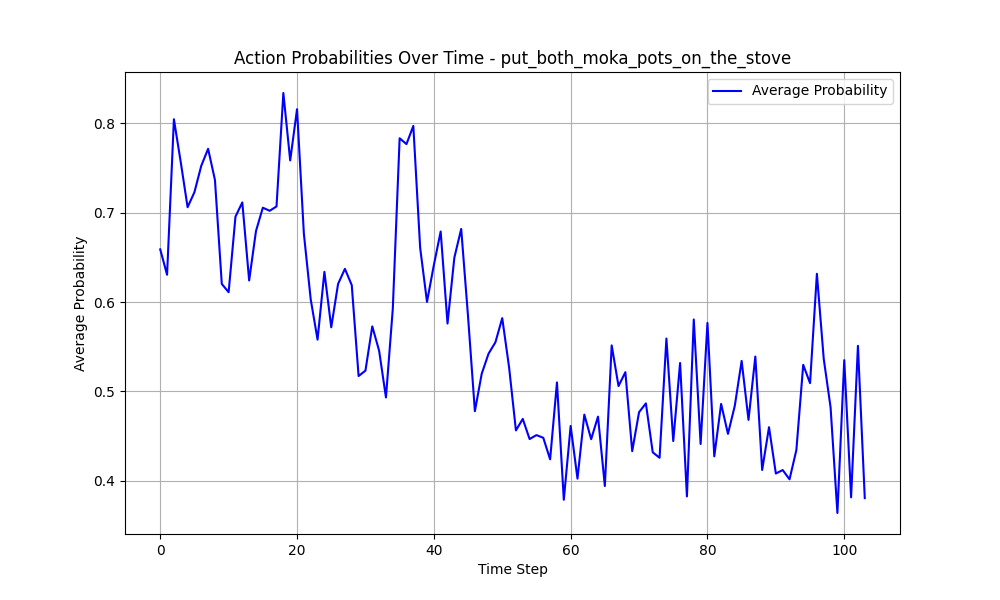 Action Probabilities Over Time - put_both_moka_pots_on_the_stove
Average Probability
0.8
0.7
0.6
0.5
0.4
Average Probability
0 20 40 60 80 100
Time Step